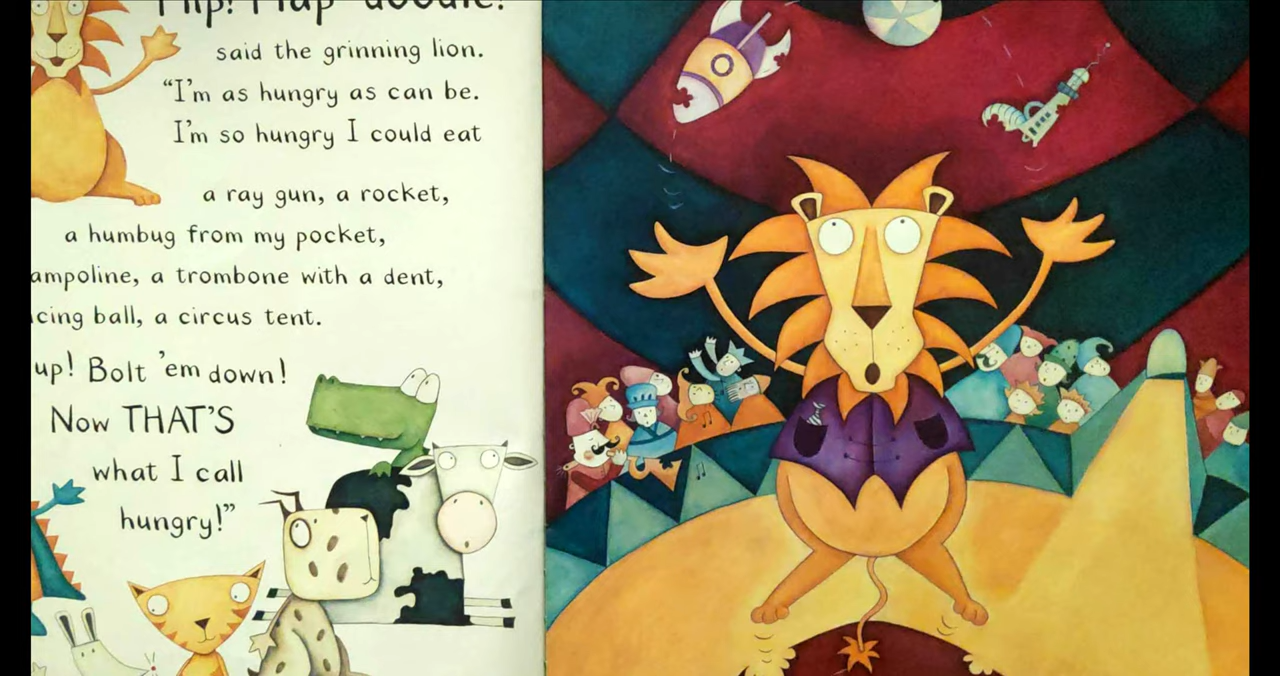 said the grinning lion.
“I'm as hungry as can be.
I'm so hungry I could eat
a ray gun, a rocket,
a humbug from my pocket,
ampoline, a trombone with a dent,
cing ball, a circus tent.
up! Bolt 'em down!
Now THAT'S
what I call
hungry!”